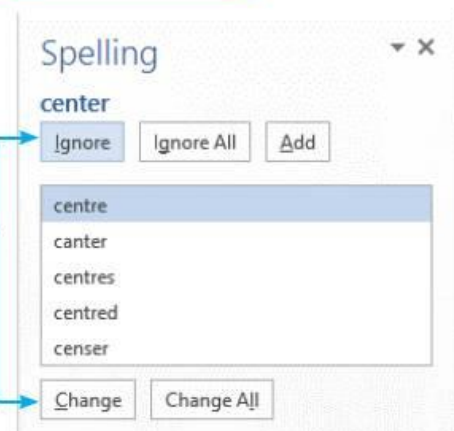 Spelling
center
Ignore Ignore All Add
centre
canter
centres
centred
censer
Change Change All